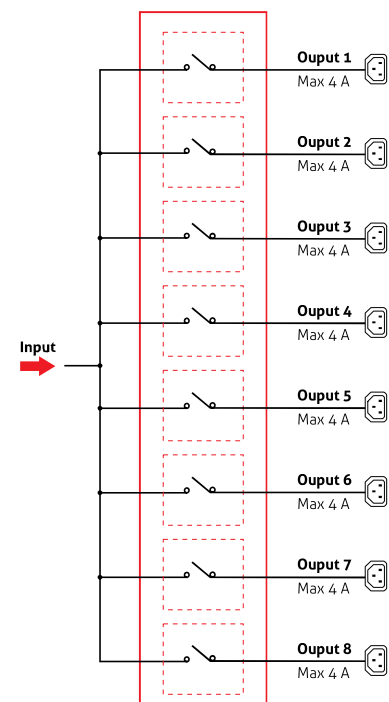 Ouput 1
Max 4 A
Ouput 2
Max 4 A
Ouput 3
Max 4 A
Ouput 4
Max 4 A
Input
Ouput 5
Max 4 A
Ouput 6
Max 4 A
Ouput 7
Max 4 A
Ouput 8
Max 4 A